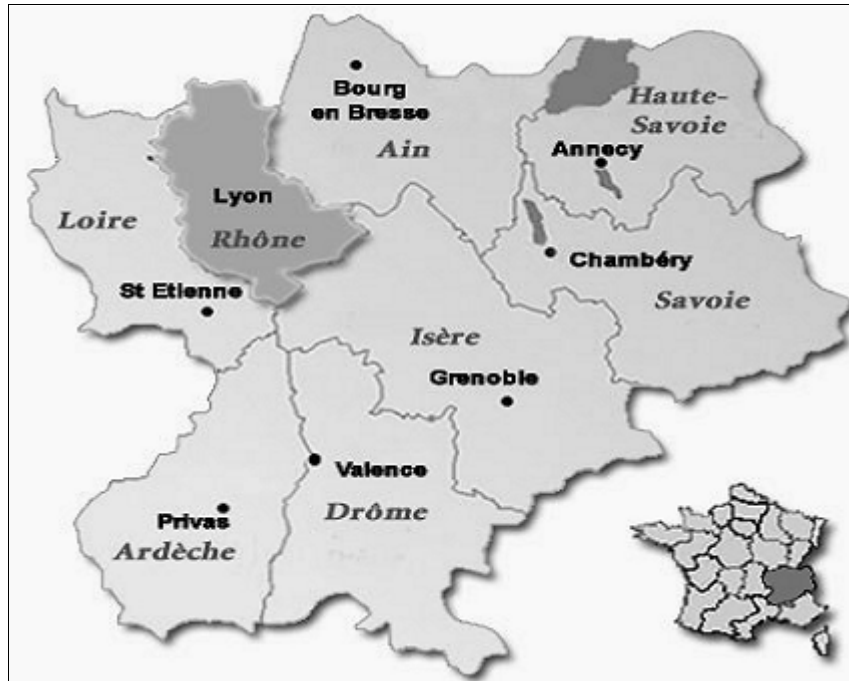 Bourg
en Bresse
Ain
Haute-
Savoie
Annecy
Lyon
Rhône
Loire
St Etienne
Chambéry
Savoie
Isère
Grenoble
Valence
Drôme
Privas
Ardèche